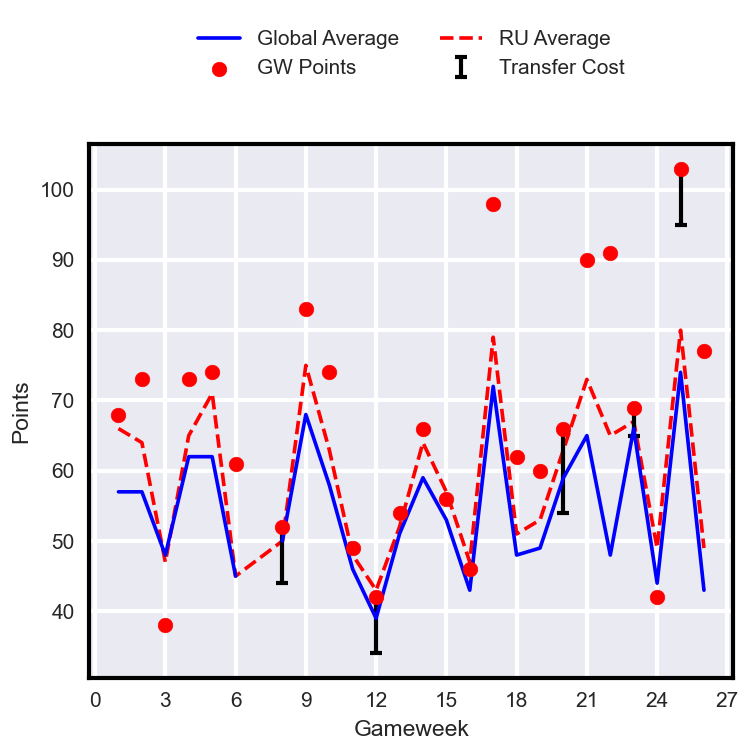 Global Average
RU Average
GW Points
Transfer Cost
100
90
80
70
60
50
40
Points
0 3 6 9 12 15 18 21 24 27
Gameweek